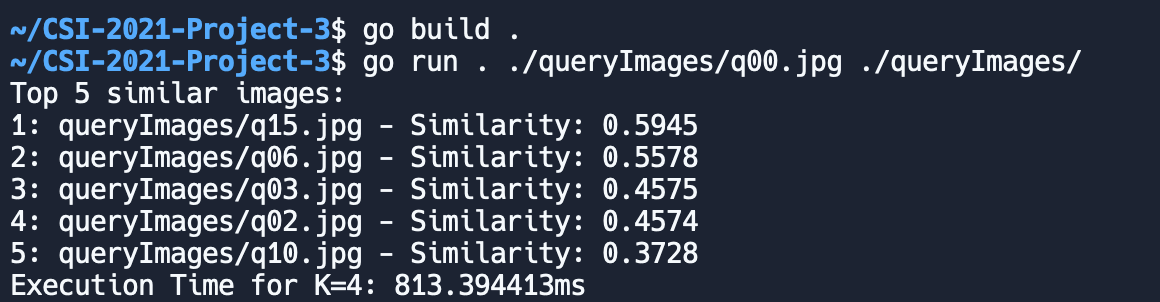 ~/CSI-2021-Project-3$ go build .
~/CSI-2021-Project-3$ go run . ./queryImages/q00.jpg ./queryImages/
Top 5 similar images:
1: queryImages/q15.jpg - Similarity: 0.5945
2: queryImages/q06.jpg - Similarity: 0.5578
3: queryImages/q03.jpg - Similarity: 0.4575
4: queryImages/q02.jpg - Similarity: 0.4574
5: queryImages/q10.jpg - Similarity: 0.3728
Execution Time for K=4: 813.394413ms